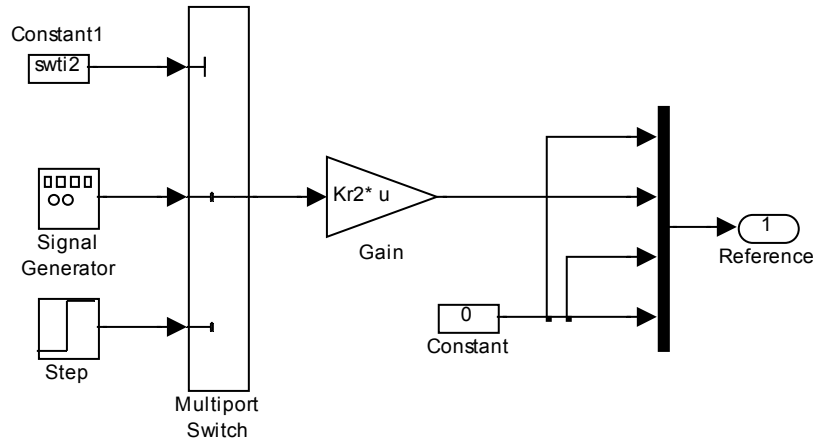 Constant1
swti2
Signal
Generator
Step
Multiport
Switch
Kr2* u
Gain
0
Constant
1
Reference